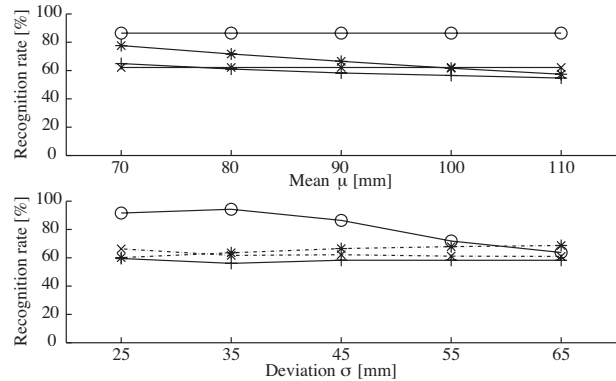 Recognition rate [%]
100
80
60
40
20
0
70 80 90 100 110
Mean μ [mm]
Recognition rate [%]
100
80
60
40
20
0
25 35 45 55 65
Deviation σ [mm]